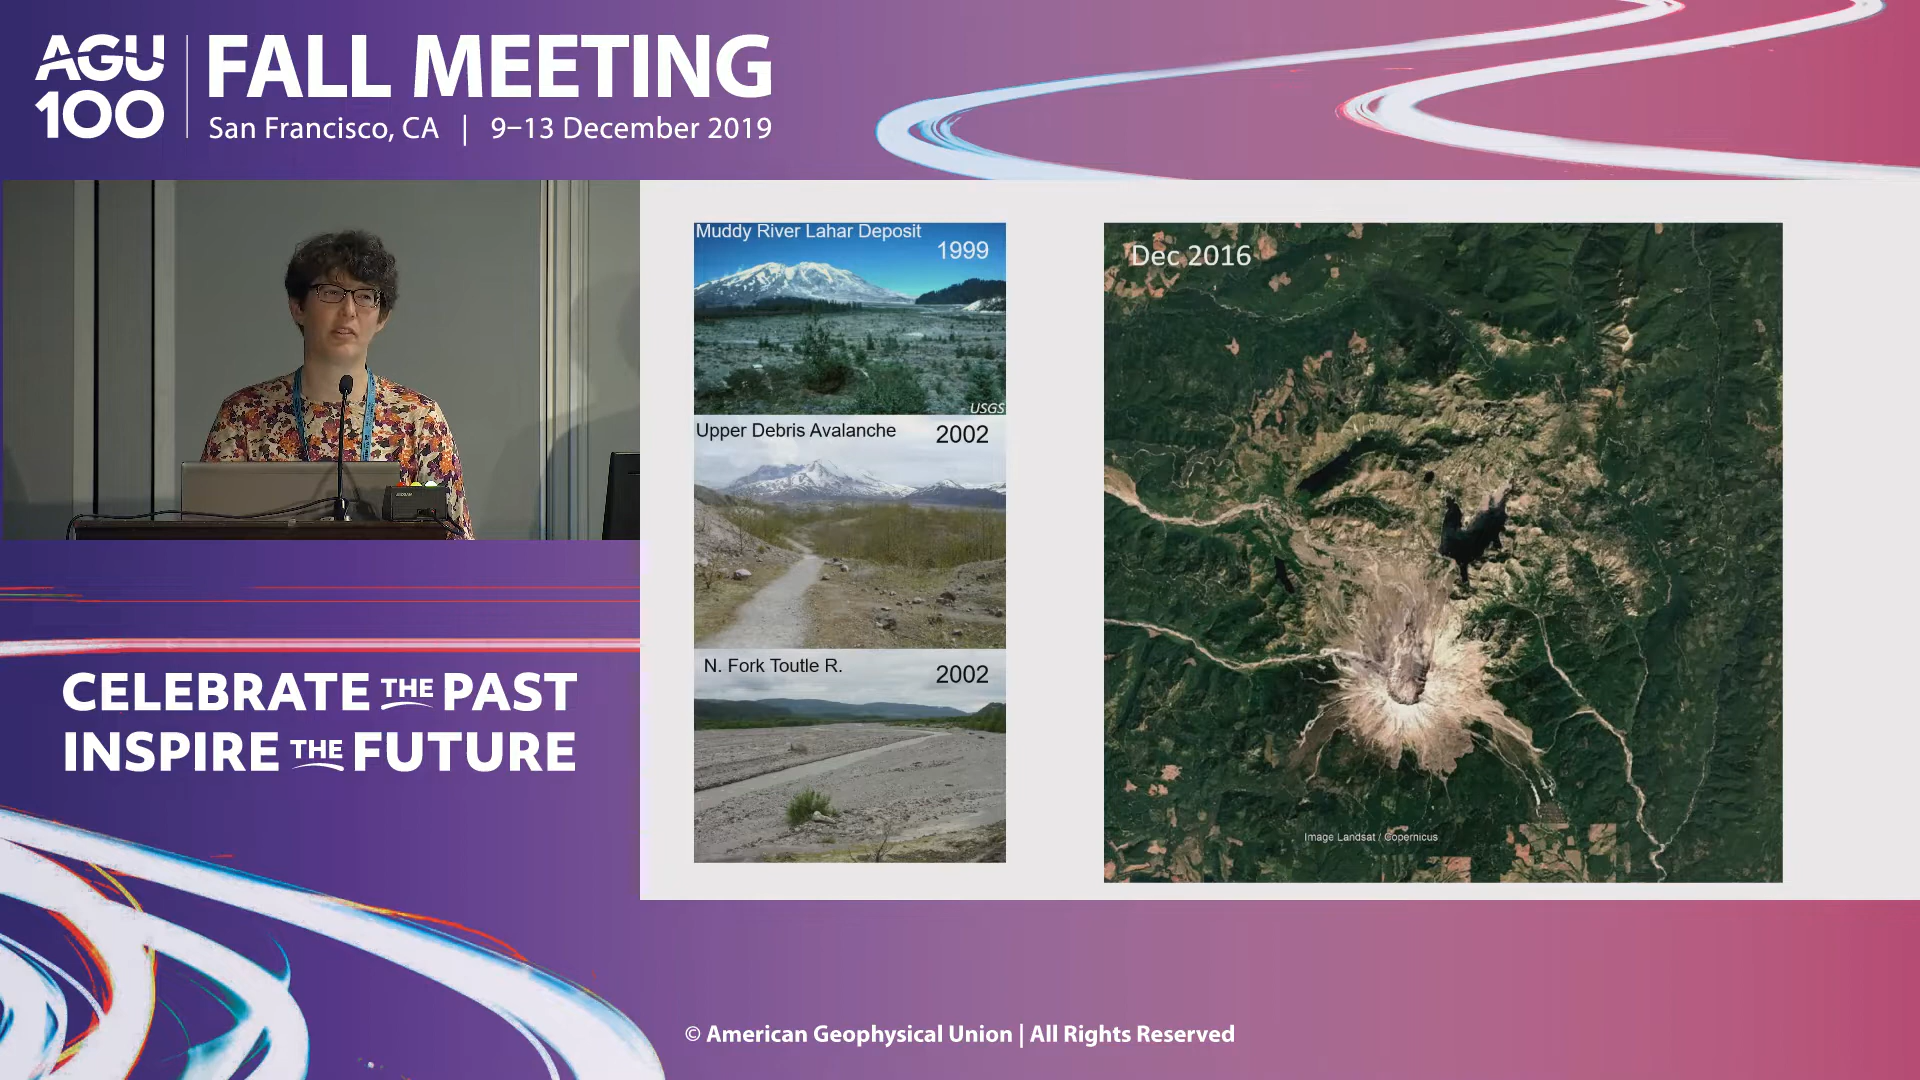 AGU
100
FALL MEETING
San Francisco, CA | 9–13 December 2019
Muddy River Lahar Deposit
1999
USGS
Upper Debris Avalanche
2002
N. Fork Toutle R.
2002
Dec 2016
Image Landsat / Copernicus
CELEBRATE THE PAST
INSPIRE THE FUTURE
© American Geophysical Union | All Rights Reserved